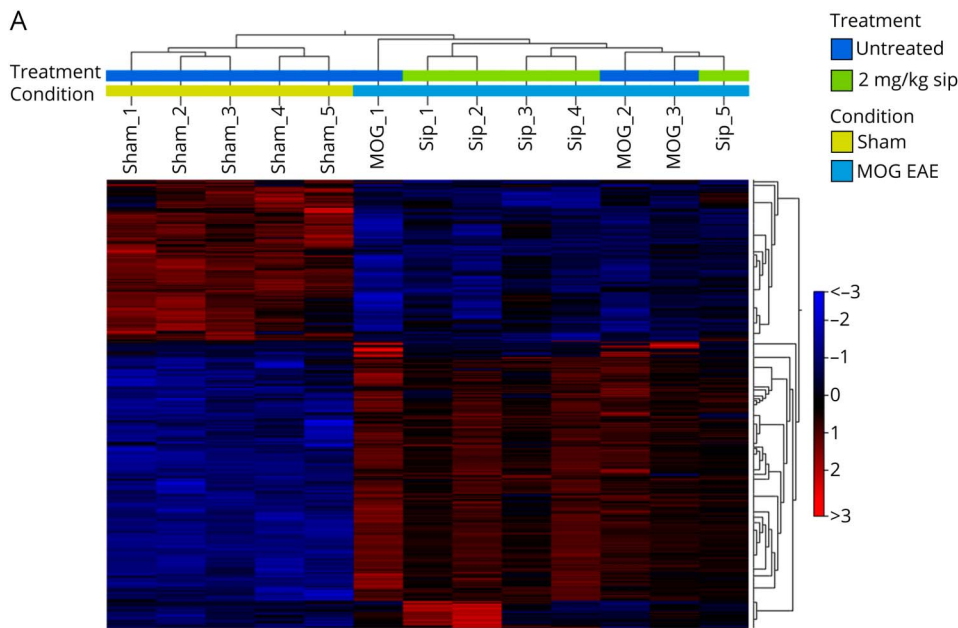 A
Treatment
Condition
Sham_1
Sham_2
Sham_3
Sham_4
Sham_5
MOG_1
Sip_1
Sip_2
Sip_3
Sip_4
MOG_2
MOG_3
Sip_5
Treatment
Untreated
2 mg/kg sip
Condition
Sham
MOG EAE
<–3
–2
–1
0
1
2
>3